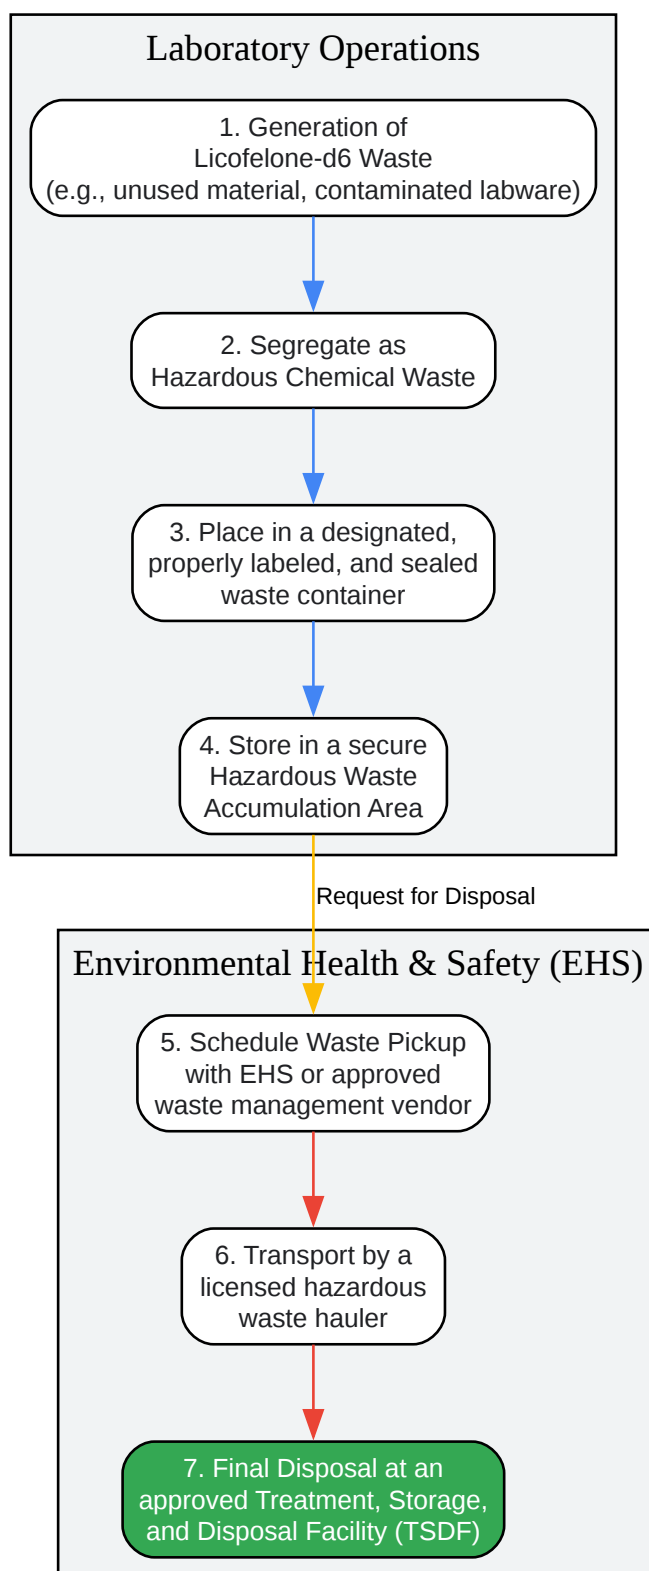 Laboratory Operations
1. Generation of
Licofelone-d6 Waste
(e.g., unused material, contaminated labware)
2. Segregate as
Hazardous Chemical Waste
3. Place in a designated,
properly labeled, and sealed
waste container
4. Store in a secure
Hazardous Waste
Accumulation Area
Request for Disposal
Environmental Health & Safety (EHS)
5. Schedule Waste Pickup
with EHS or approved
waste management vendor
6. Transport by a
licensed hazardous
waste hauler
7. Final Disposal at an
approved Treatment, Storage,
and Disposal Facility (TSDF)